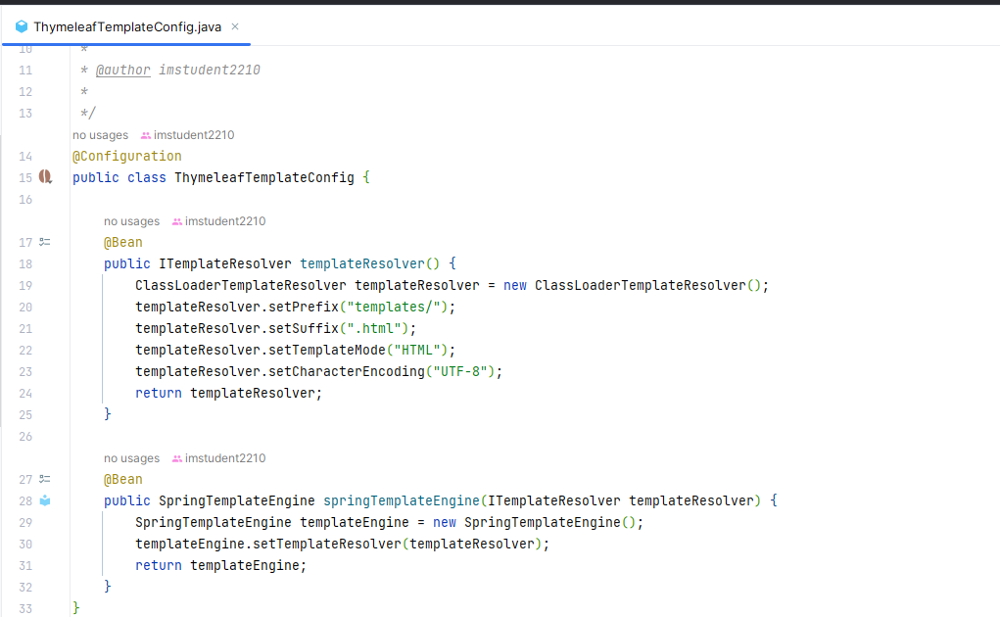 ThymeleafTemplateConfig.java ×
10 *
11 * @author imstudent2210
12 *
13 */
no usages imstudent2210
14 @Configuration
15 public class ThymeleafTemplateConfig {
16
no usages imstudent2210
17 @Bean
18 public ITemplateResolver templateResolver() {
19 ClassLoaderTemplateResolver templateResolver = new ClassLoaderTemplateResolver();
20 templateResolver.setPrefix("templates/");
21 templateResolver.setSuffix(".html");
22 templateResolver.setTemplateMode("HTML");
23 templateResolver.setCharacterEncoding("UTF-8");
24 return templateResolver;
25 }
26
no usages imstudent2210
27 @Bean
28 public SpringTemplateEngine springTemplateEngine(ITemplateResolver templateResolver) {
29 SpringTemplateEngine templateEngine = new SpringTemplateEngine();
30 templateEngine.setTemplateResolver(templateResolver);
31 return templateEngine;
32 }
33 }